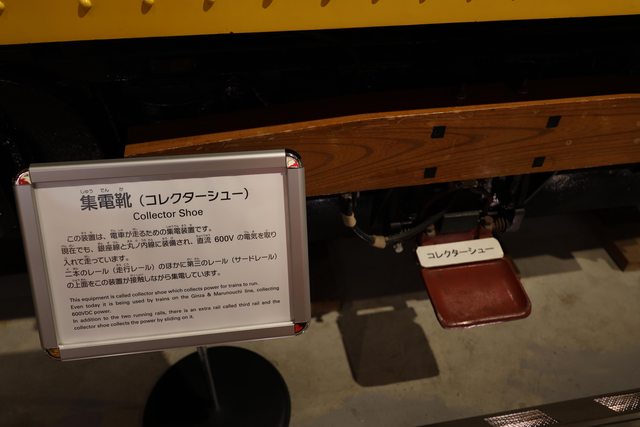 しゅう でん か
集電靴（コレクターシュー）
Collector Shoe
この装置は、電車が走るための集電装置です。
現在でも、銀座線と丸ノ内線に装備され、直流 600V の電気を取り
入れて走っています。
二本のレール（走行レール）のほかに第三のレール（サードレール）
の上面をこの装置が接触しながら集電しています。
This equipment is called collector shoe which collects power for trains to run.
Even today it is being used by trains on the Ginza & Marunouchi line, collecting
600VDC power.
In addition to the two running rails, there is an extra rail called third rail and the
collector shoe collects the power by sliding on it.
コレクターシュー